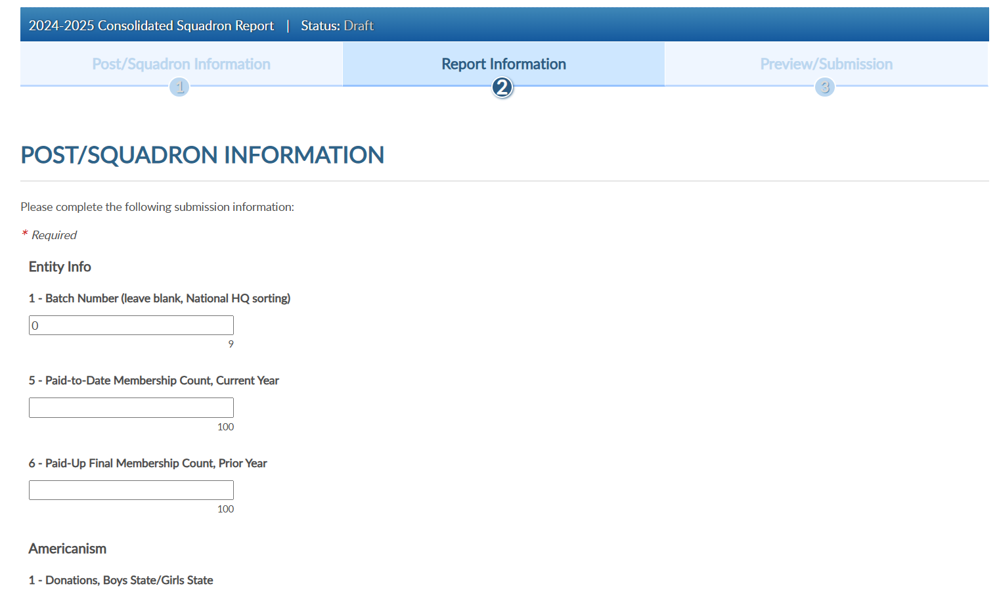 2024-2025 Consolidated Squadron Report | Status: Draft
Post/Squadron Information
Report Information
Preview/Submission
1
2
3
POST/SQUADRON INFORMATION
Please complete the following submission information:
* Required
Entity Info
1 - Batch Number (leave blank, National HQ sorting)
0
9
5 - Paid-to-Date Membership Count, Current Year
100
6 - Paid-Up Final Membership Count, Prior Year
100
Americanism
1 - Donations, Boys State/Girls State